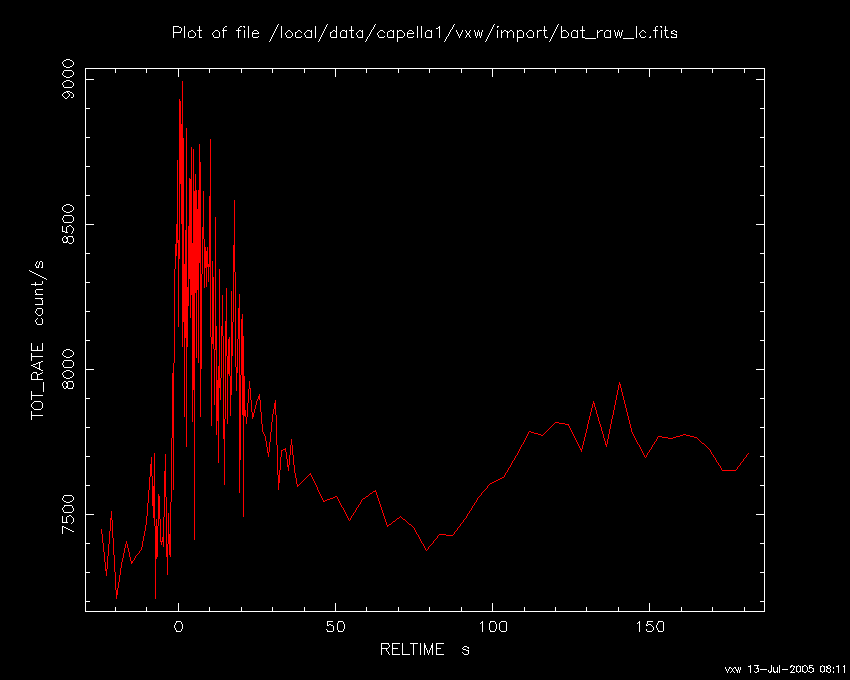 Plot of file /local/data/capella1/vxw/import/bat_raw_lc.fits
9000
8500
8000
7500
TOT_RATE count/s
0 50 100 150
RELTIME s
vxw 13-Jul-2005 08:11